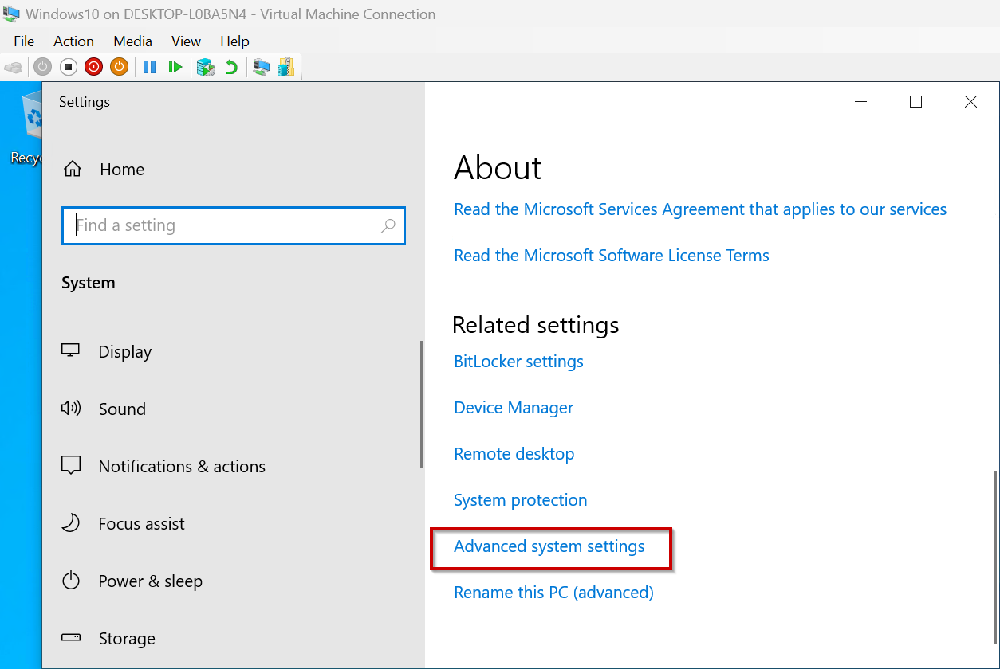 Windows10 on DESKTOP-L0BA5N4 - Virtual Machine Connection
File Action Media View Help
Recy
Settings
Home
Find a setting
System
Display
Sound
Notifications & actions
Focus assist
Power & sleep
Storage
About
Read the Microsoft Services Agreement that applies to our services
Read the Microsoft Software License Terms
Related settings
BitLocker settings
Device Manager
Remote desktop
System protection
Advanced system settings
Rename this PC (advanced)